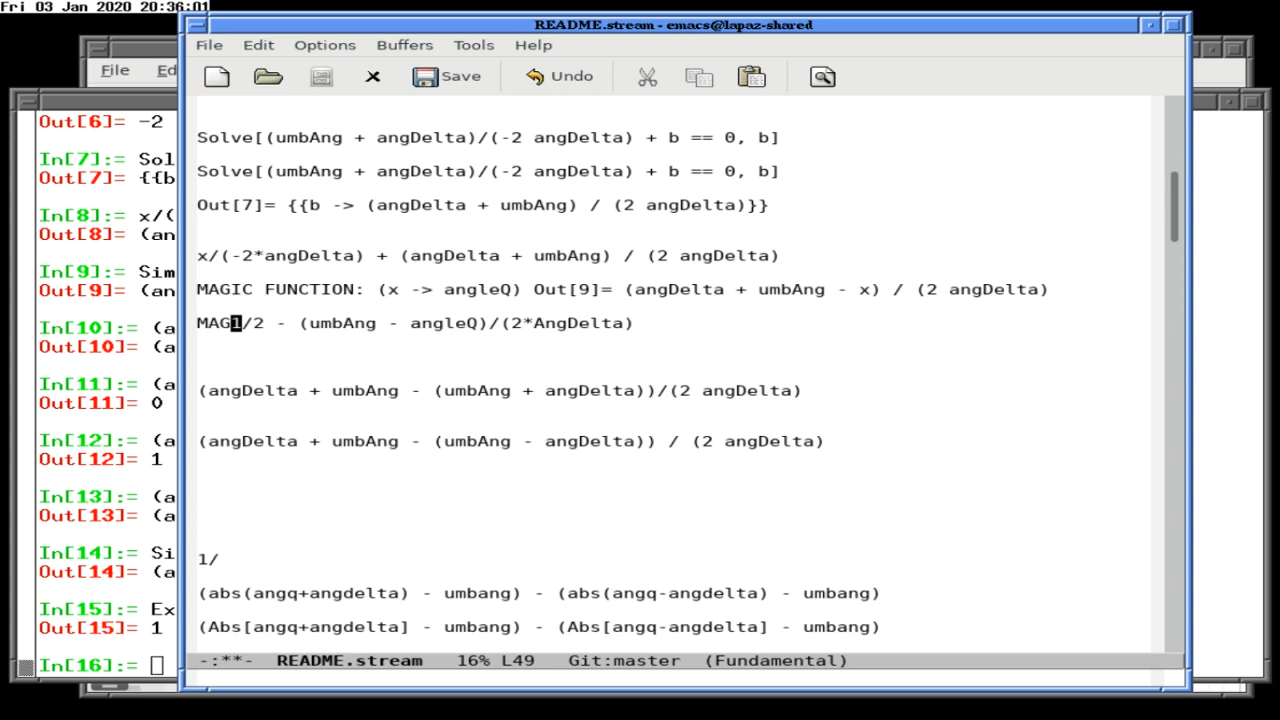 Fri 03 Jan 2020 20:36:01
README.stream - emacs@lapaz-shared
File Edit Options Buffers Tools Help
Save Undo
Solve[(umbAng + angDelta)/(-2 angDelta) + b == 0, b]
Solve[(umbAng + angDelta)/(-2 angDelta) + b == 0, b]
Out[7]= {{b -> (angDelta + umbAng) / (2 angDelta)}}
x/(-2*angDelta) + (angDelta + umbAng) / (2 angDelta)
MAGIC FUNCTION: (x -> angleQ) Out[9]= (angDelta + umbAng - x) / (2 angDelta)
MAG1/2 - (umbAng - angleQ)/(2*AngDelta)
(angDelta + umbAng - (umbAng + angDelta))/(2 angDelta)
(angDelta + umbAng - (umbAng - angDelta)) / (2 angDelta)
1/
(abs(angq+angdelta) - umbang) - (abs(angq-angdelta) - umbang)
(Abs[angq+angdelta] - umbang) - (Abs[angq-angdelta] - umbang)
-:**- README.stream 16% L49 Git:master (Fundamental)
File Ed
Out[6]= -2
In[7]:= Sol
Out[7]= {{b
In[8]:= x/(
Out[8]= (an
In[9]:= Sim
Out[9]= (an
In[10]:= (a
Out[10]= (a
In[11]:= (a
Out[11]= 0
In[12]:= (a
Out[12]= 1
In[13]:= (a
Out[13]= (a
In[14]:= Si
Out[14]= (a
In[15]:= Ex
Out[15]= 1
In[16]:=